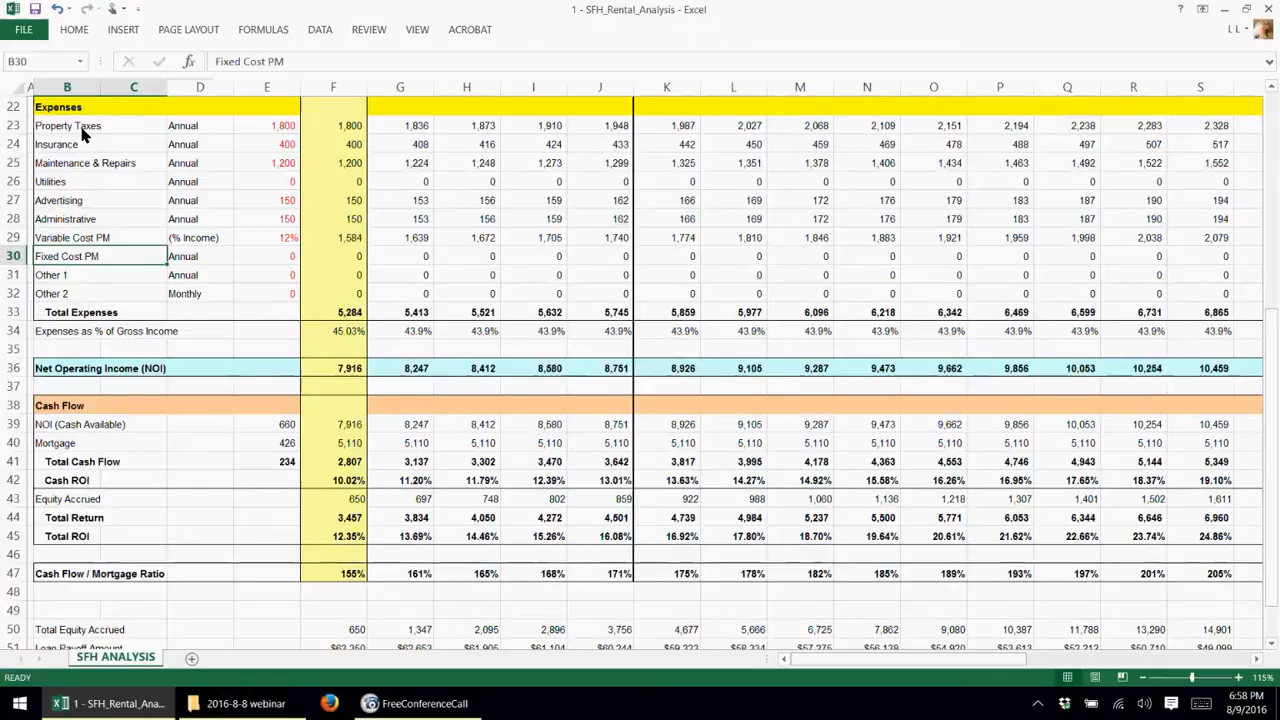 1 - SFH_Rental_Analysis - Excel
FILE HOME INSERT PAGE LAYOUT FORMULAS DATA REVIEW VIEW ACROBAT L L
B30 fx Fixed Cost PM
A B C D E F G H I J K L M N O P Q R S
22 Expenses
23 Property Taxes Annual 1,800 1,800 1,836 1,873 1,910 1,948 1,987 2,027 2,068 2,109 2,151 2,194 2,238 2,283 2,328
24 Insurance Annual 400 400 408 416 424 433 442 450 459 469 478 488 497 507 517
25 Maintenance & Repairs Annual 1,200 1,200 1,224 1,248 1,273 1,299 1,325 1,351 1,378 1,406 1,434 1,463 1,492 1,522 1,552
26 Utilities Annual 0 0 0 0 0 0 0 0 0 0 0 0 0 0 0
27 Advertising Annual 150 150 153 156 159 162 166 169 172 176 179 183 187 190 194
28 Administrative Annual 150 150 153 156 159 162 166 169 172 176 179 183 187 190 194
29 Variable Cost PM (% Income) 12% 1,584 1,639 1,672 1,705 1,740 1,774 1,810 1,846 1,883 1,921 1,959 1,998 2,038 2,079
30 Fixed Cost PM Annual 0 0 0 0 0 0 0 0 0 0 0 0 0 0 0
31 Other 1 Annual 0 0 0 0 0 0 0 0 0 0 0 0 0 0 0
32 Other 2 Monthly 0 0 0 0 0 0 0 0 0 0 0 0 0 0 0
33 Total Expenses 5,284 5,413 5,521 5,632 5,745 5,859 5,977 6,096 6,218 6,342 6,469 6,599 6,731 6,865
34 Expenses as % of Gross Income 45.03% 43.9% 43.9% 43.9% 43.9% 43.9% 43.9% 43.9% 43.9% 43.9% 43.9% 43.9% 43.9% 43.9%
35
36 Net Operating Income (NOI) 7,916 8,247 8,412 8,580 8,751 8,926 9,105 9,287 9,473 9,662 9,856 10,053 10,254 10,459
37
38 Cash Flow
39 NOI (Cash Available) 660 7,916 8,247 8,412 8,580 8,751 8,926 9,105 9,287 9,473 9,662 9,856 10,053 10,254 10,459
40 Mortgage 426 5,110 5,110 5,110 5,110 5,110 5,110 5,110 5,110 5,110 5,110 5,110 5,110 5,110 5,110
41 Total Cash Flow 234 2,807 3,137 3,302 3,470 3,642 3,817 3,995 4,178 4,363 4,553 4,746 4,943 5,144 5,349
42 Cash ROI 10.02% 11.20% 11.79% 12.39% 13.01% 13.63% 14.27% 14.92% 15.58% 16.26% 16.95% 17.65% 18.37% 19.10%
43 Equity Accrued 650 697 748 802 859 922 988 1,060 1,136 1,218 1,307 1,401 1,502 1,611
44 Total Return 3,457 3,834 4,050 4,272 4,501 4,739 4,984 5,237 5,500 5,771 6,053 6,344 6,646 6,960
45 Total ROI 12.35% 13.69% 14.46% 15.26% 16.08% 16.92% 17.80% 18.70% 19.64% 20.61% 21.62% 22.66% 23.74% 24.86%
46
47 Cash Flow / Mortgage Ratio 155% 161% 165% 168% 171% 175% 178% 182% 185% 189% 193% 197% 201% 205%
48
49
50 Total Equity Accrued 650 1,347 2,095 2,896 3,756 4,677 5,666 6,725 7,862 9,080 10,387 11,788 13,290 14,901
51 Loan Payoff Amount $63,350 $62,653 $61,905 $61,104 $60,244 $59,323 $58,334 $57,275 $56,138 $54,920 $53,613 $52,212 $50,710 $49,099
SFH ANALYSIS
READY 115%
1 - SFH_Rental_Ana... 2016-8-8 webinar FreeConferenceCall 6:58 PM
8/9/2016